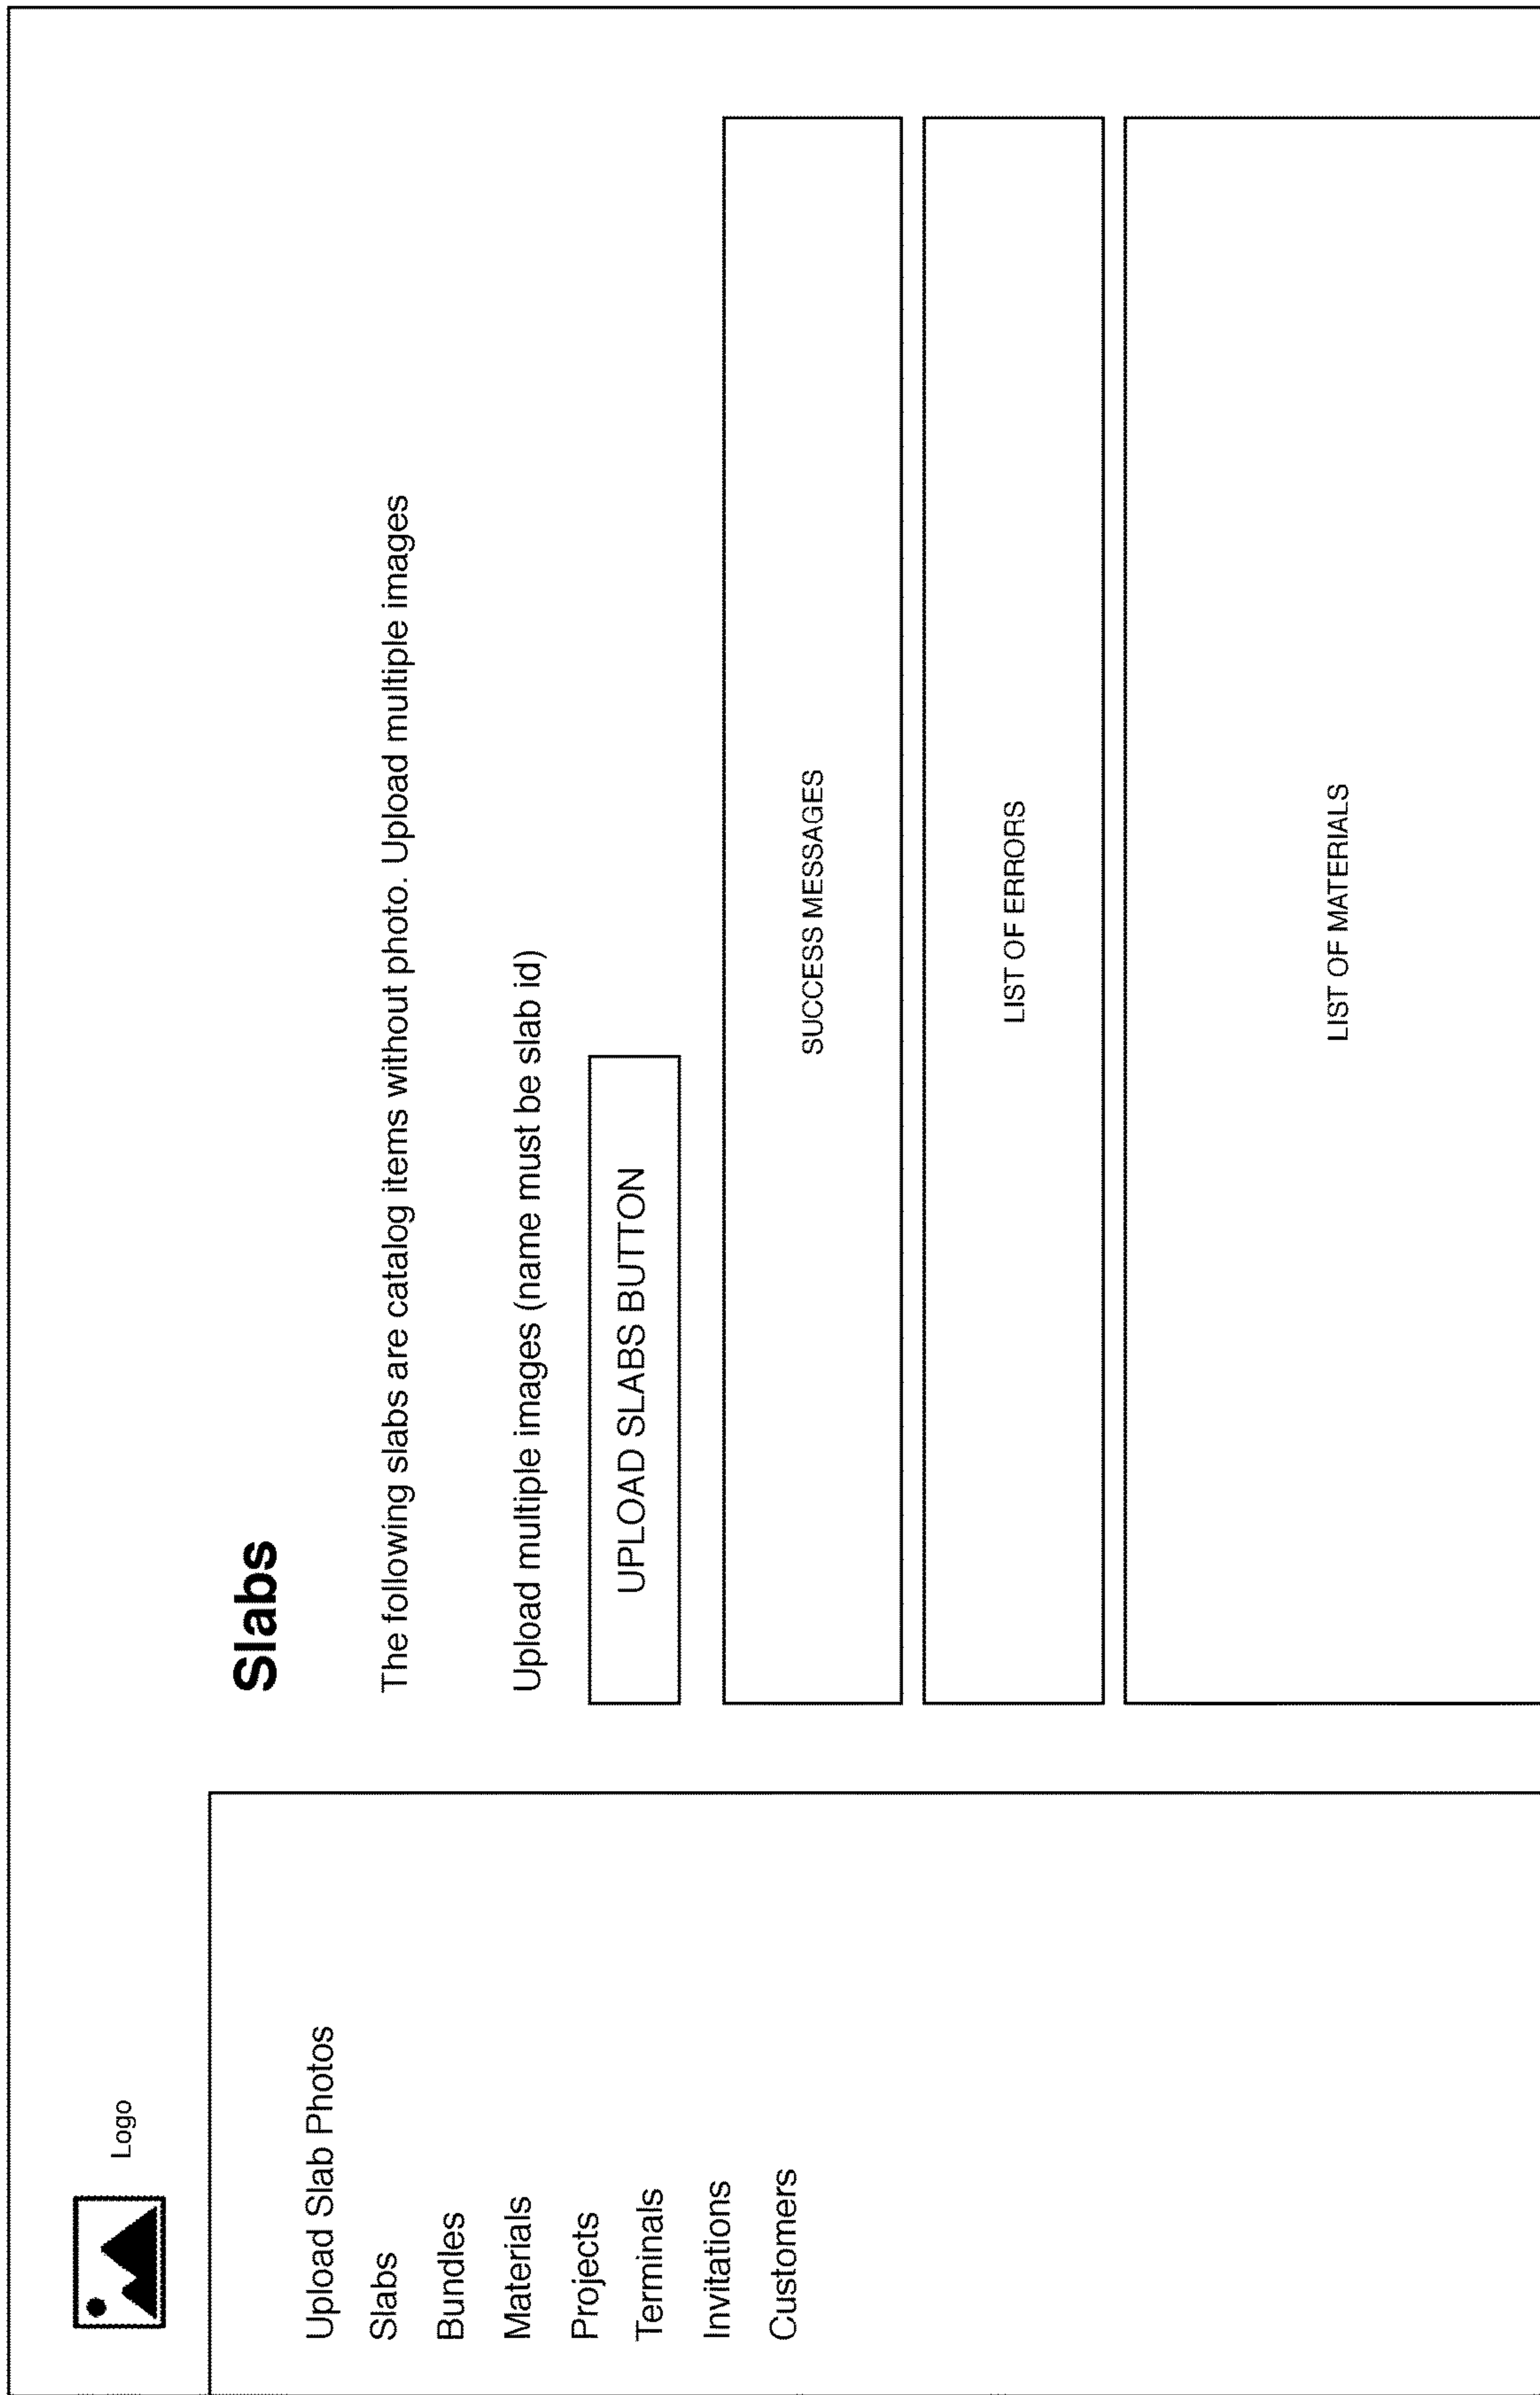 Logo
Upload Slab Photos
Slabs
Bundles
Materials
Projects
Terminals
Invitations
Customers
Slabs
The following slabs are catalog items without photo. Upload multiple images
Upload multiple images (name must be slab id)
UPLOAD SLABS BUTTON
SUCCESS MESSAGES
LIST OF ERRORS
LIST OF MATERIALS